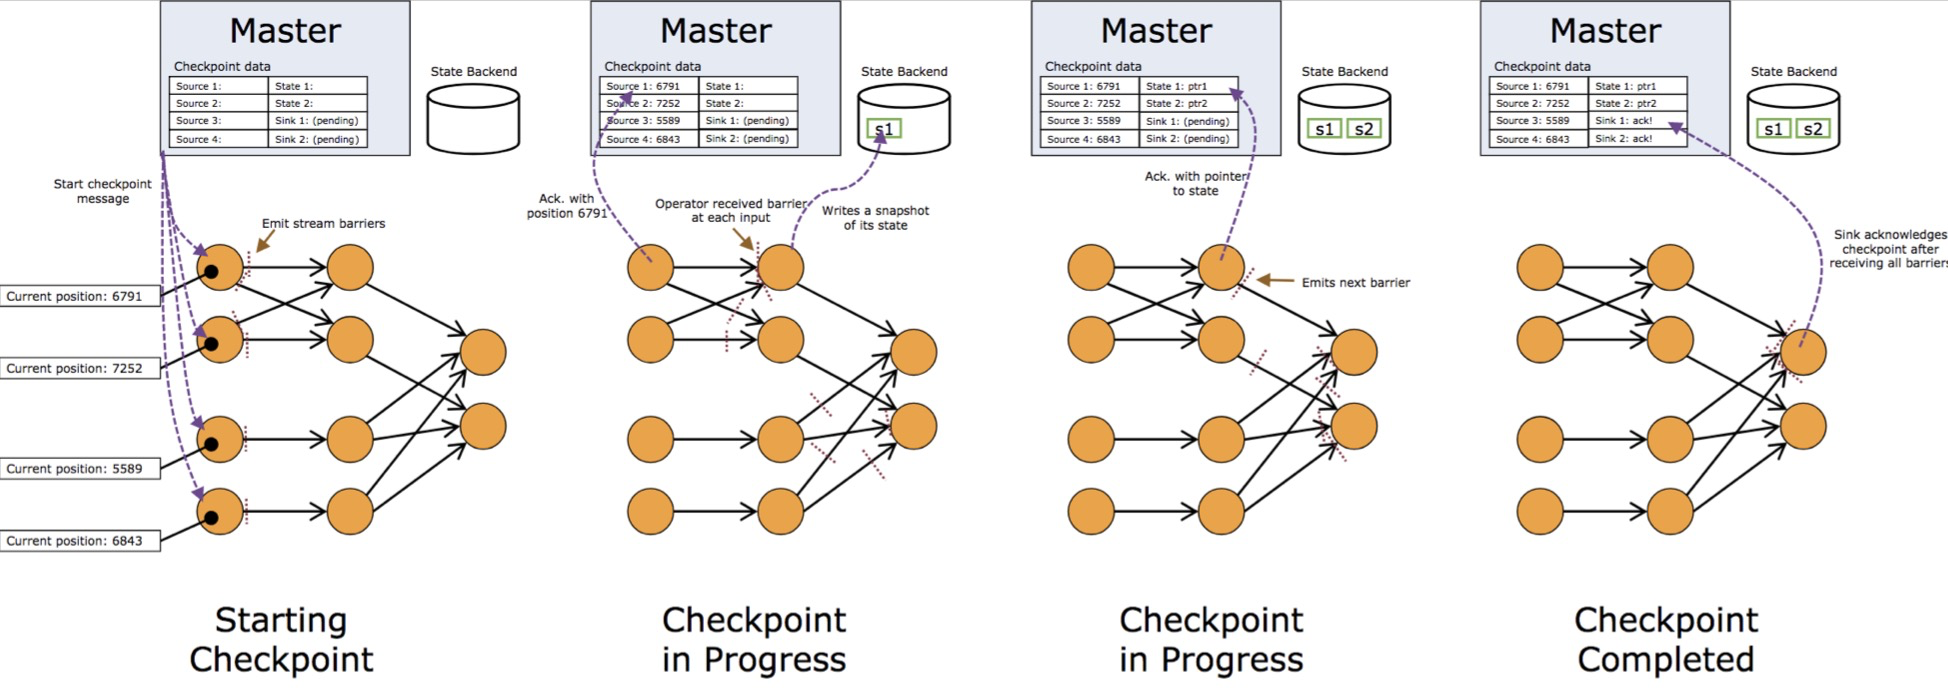 Master
Checkpoint data
Source 1:
State 1:
Source 2:
State 2:
Source 3:
Sink 1: (pending)
Source 4:
Sink 2: (pending)
State Backend
Start checkpoint
message
Emit stream barriers
Current position: 6791
Current position: 7252
Current position: 5589
Current position: 6843
Starting
Checkpoint
Master
Checkpoint data
Source 1: 6791
State 1:
Source 2: 7252
State 2:
Source 3: 5589
Sink 1: (pending)
Source 4: 6843
Sink 2: (pending)
State Backend
s1
Ack. with
position 6791
Operator received barrier
at each input
Writes a snapshot
of its state
Checkpoint
in Progress
Master
Checkpoint data
Source 1: 6791
State 1: ptr1
Source 2: 7252
State 2: ptr2
Source 3: 5589
Sink 1: (pending)
Source 4: 6843
Sink 2: (pending)
State Backend
s1
s2
Ack. with pointer
to state
Emits next barrier
Checkpoint
in Progress
Master
Checkpoint data
Source 1: 6791
State 1: ptr1
Source 2: 7252
State 2: ptr2
Source 3: 5589
Sink 1: ack!
Source 4: 6843
Sink 2: ack!
State Backend
s1
s2
Sink acknowledges
checkpoint after
receiving all barriers
Checkpoint
Completed